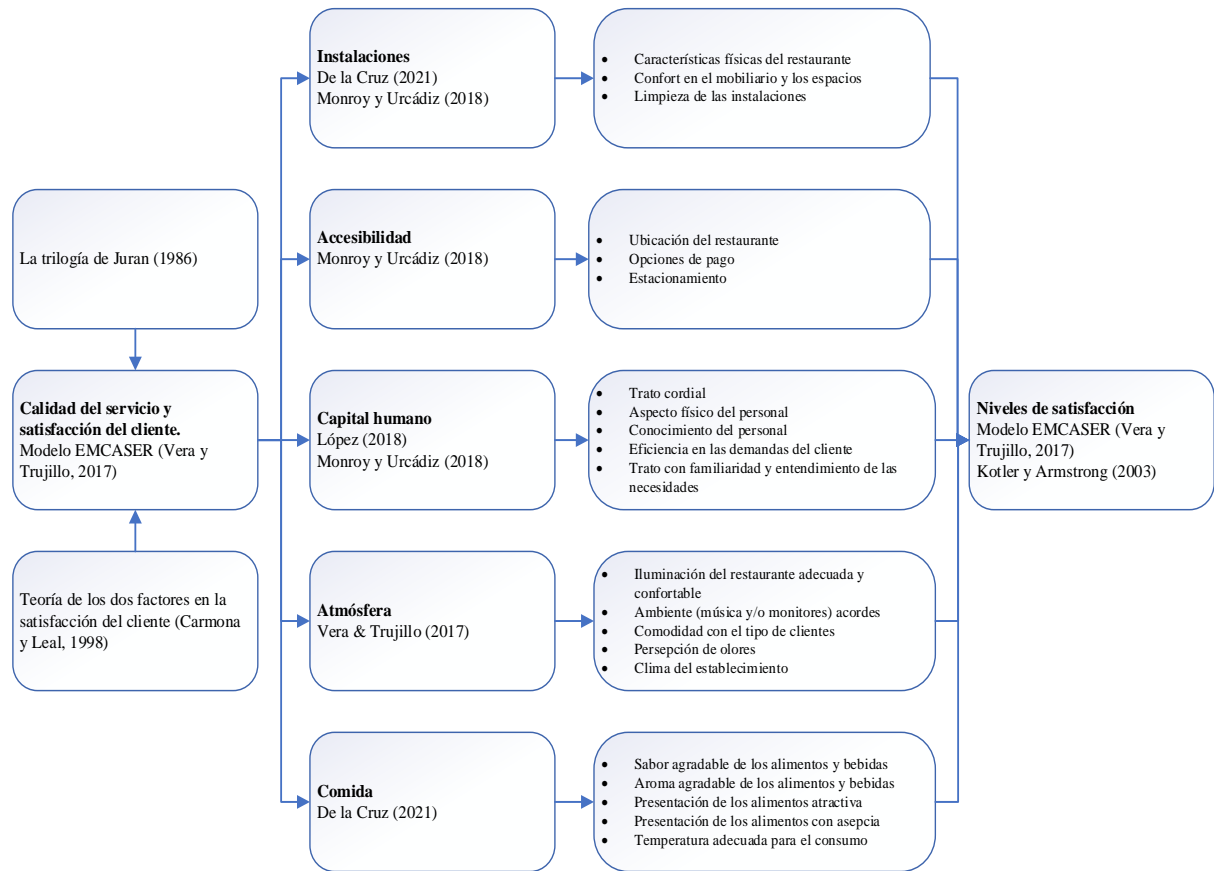 La trilogía de Juran (1986)
Calidad del servicio y
satisfacción del cliente.
Modelo EMCASER (Vera y
Trujillo, 2017)
Teoría de los dos factores en la
satisfacción del cliente (Carmona
y Leal, 1998)
Instalaciones
De la Cruz (2021)
Monroy y Urcádiz (2018)
• Características físicas del restaurante
• Confort en el mobiliario y los espacios
• Limpieza de las instalaciones
Accesibilidad
Monroy y Urcádiz (2018)
• Ubicación del restaurante
• Opciones de pago
• Estacionamiento
Capital humano
López (2018)
Monroy y Urcádiz (2018)
• Trato cordial
• Aspecto físico del personal
• Conocimiento del personal
• Eficiencia en las demandas del cliente
• Trato con familiaridad y entendimiento de las
necesidades
Atmósfera
Vera & Trujillo (2017)
• Iluminación del restaurante adecuada y
confortable
• Ambiente (música y/o monitores) acordes
• Comodidad con el tipo de clientes
• Persepción de olores
• Clima del establecimiento
Comida
De la Cruz (2021)
• Sabor agradable de los alimentos y bebidas
• Aroma agradable de los alimentos y bebidas
• Presentación de los alimentos atractiva
• Presentación de los alimentos con asepcia
• Temperatura adecuada para el consumo
Niveles de satisfacción
Modelo EMCASER (Vera y
Trujillo, 2017)
Kotler y Armstrong (2003)